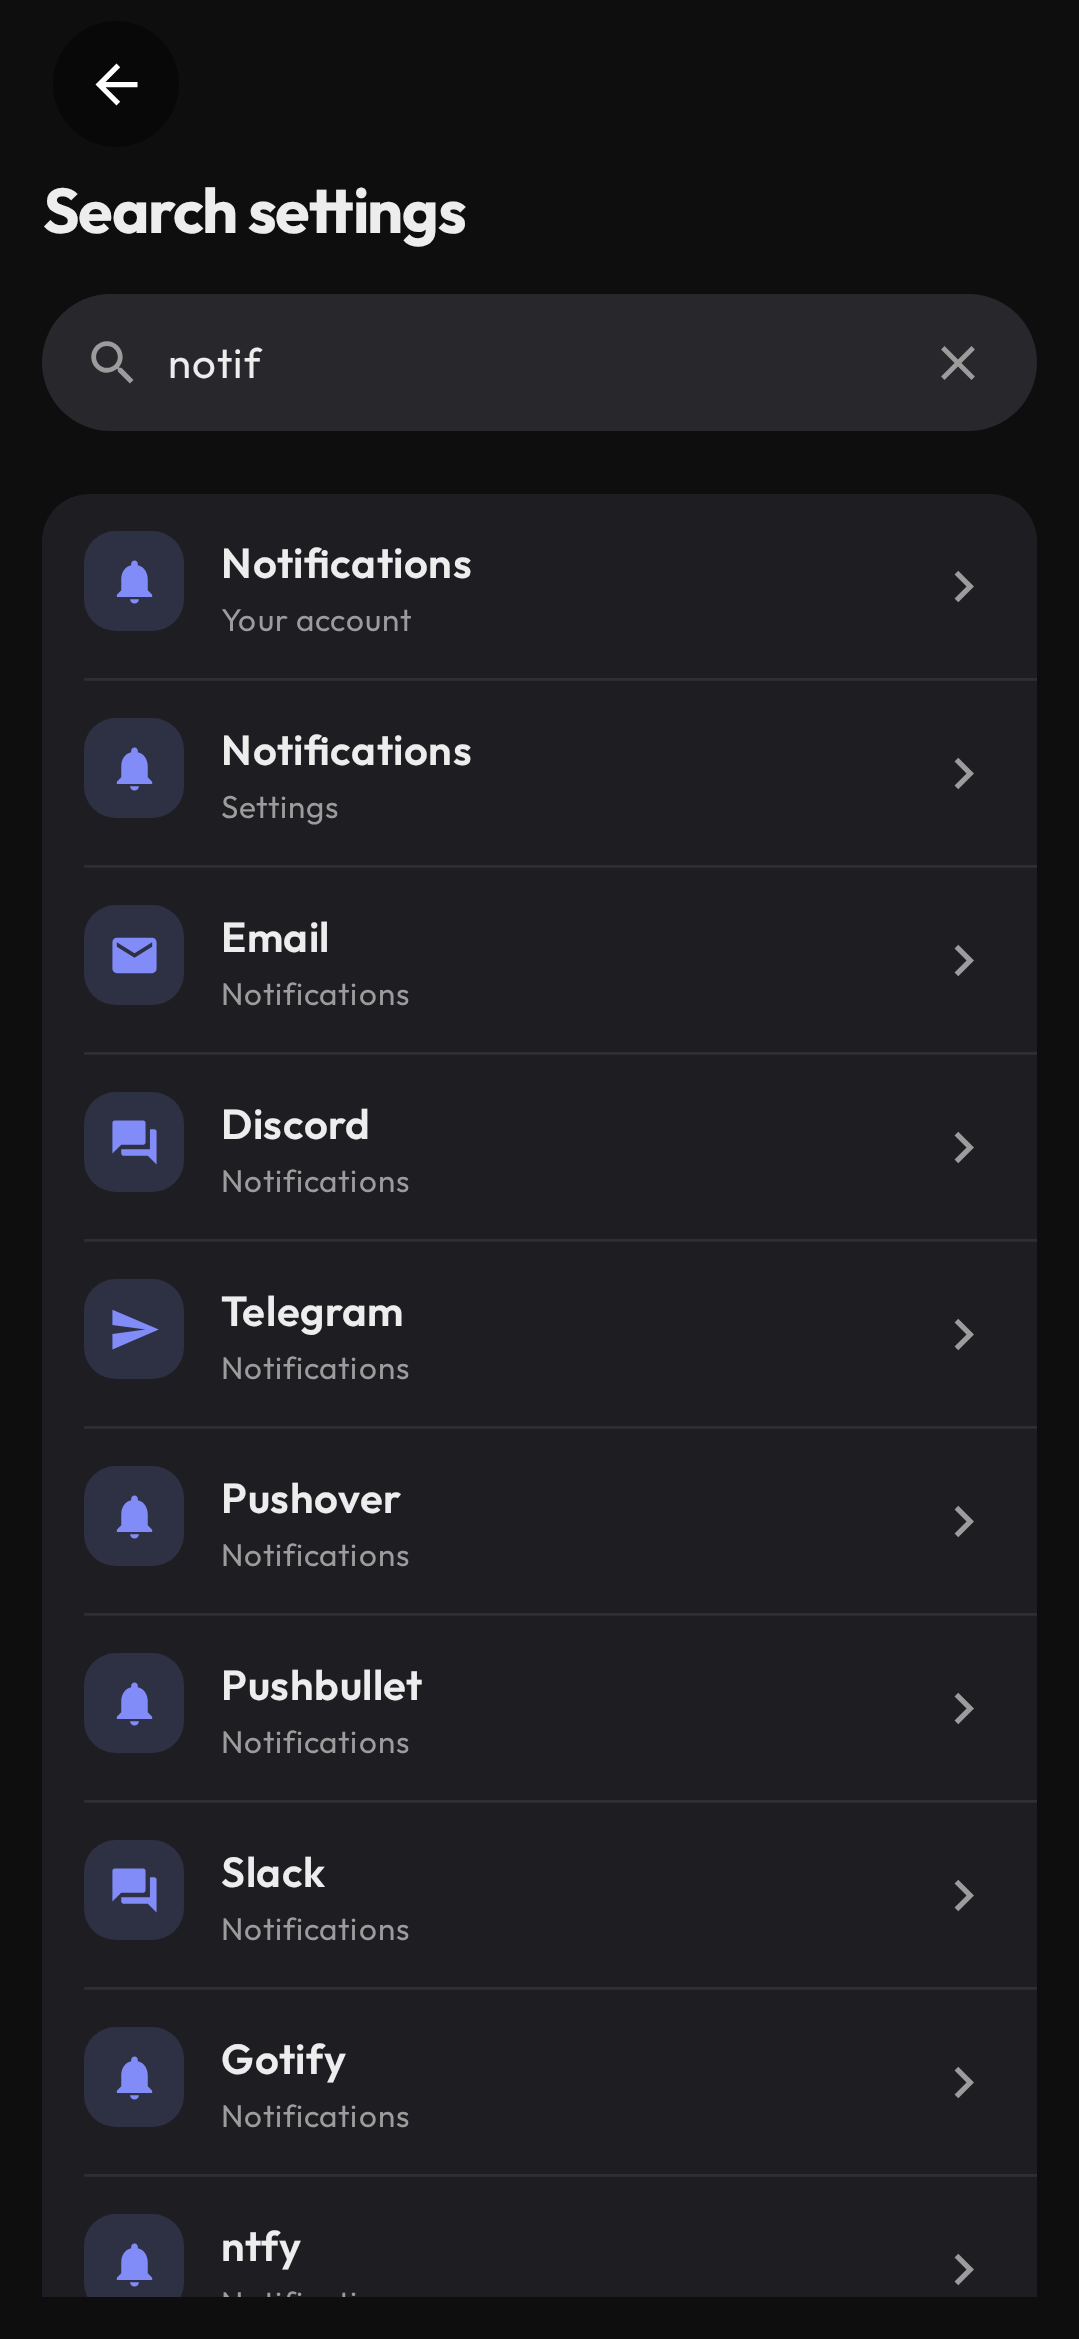 Search settings
notif
Notifications
Your account
Notifications
Settings
Email
Notifications
Discord
Notifications
Telegram
Notifications
Pushover
Notifications
Pushbullet
Notifications
Slack
Notifications
Gotify
Notifications
ntfy